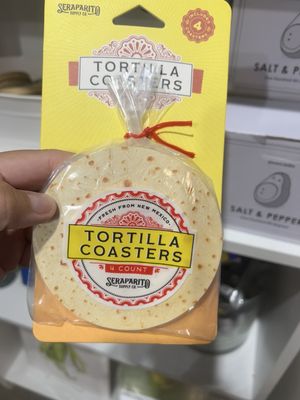 SERAPARITO
SUPPLY CO.
4
TORTILLA
COASTERS
FRESH FROM NEW MEXICO
TORTILLA
COASTERS
4 COUNT
SERAPARITO
SUPPLY CO.
SALT & P
SALT & PEPPE